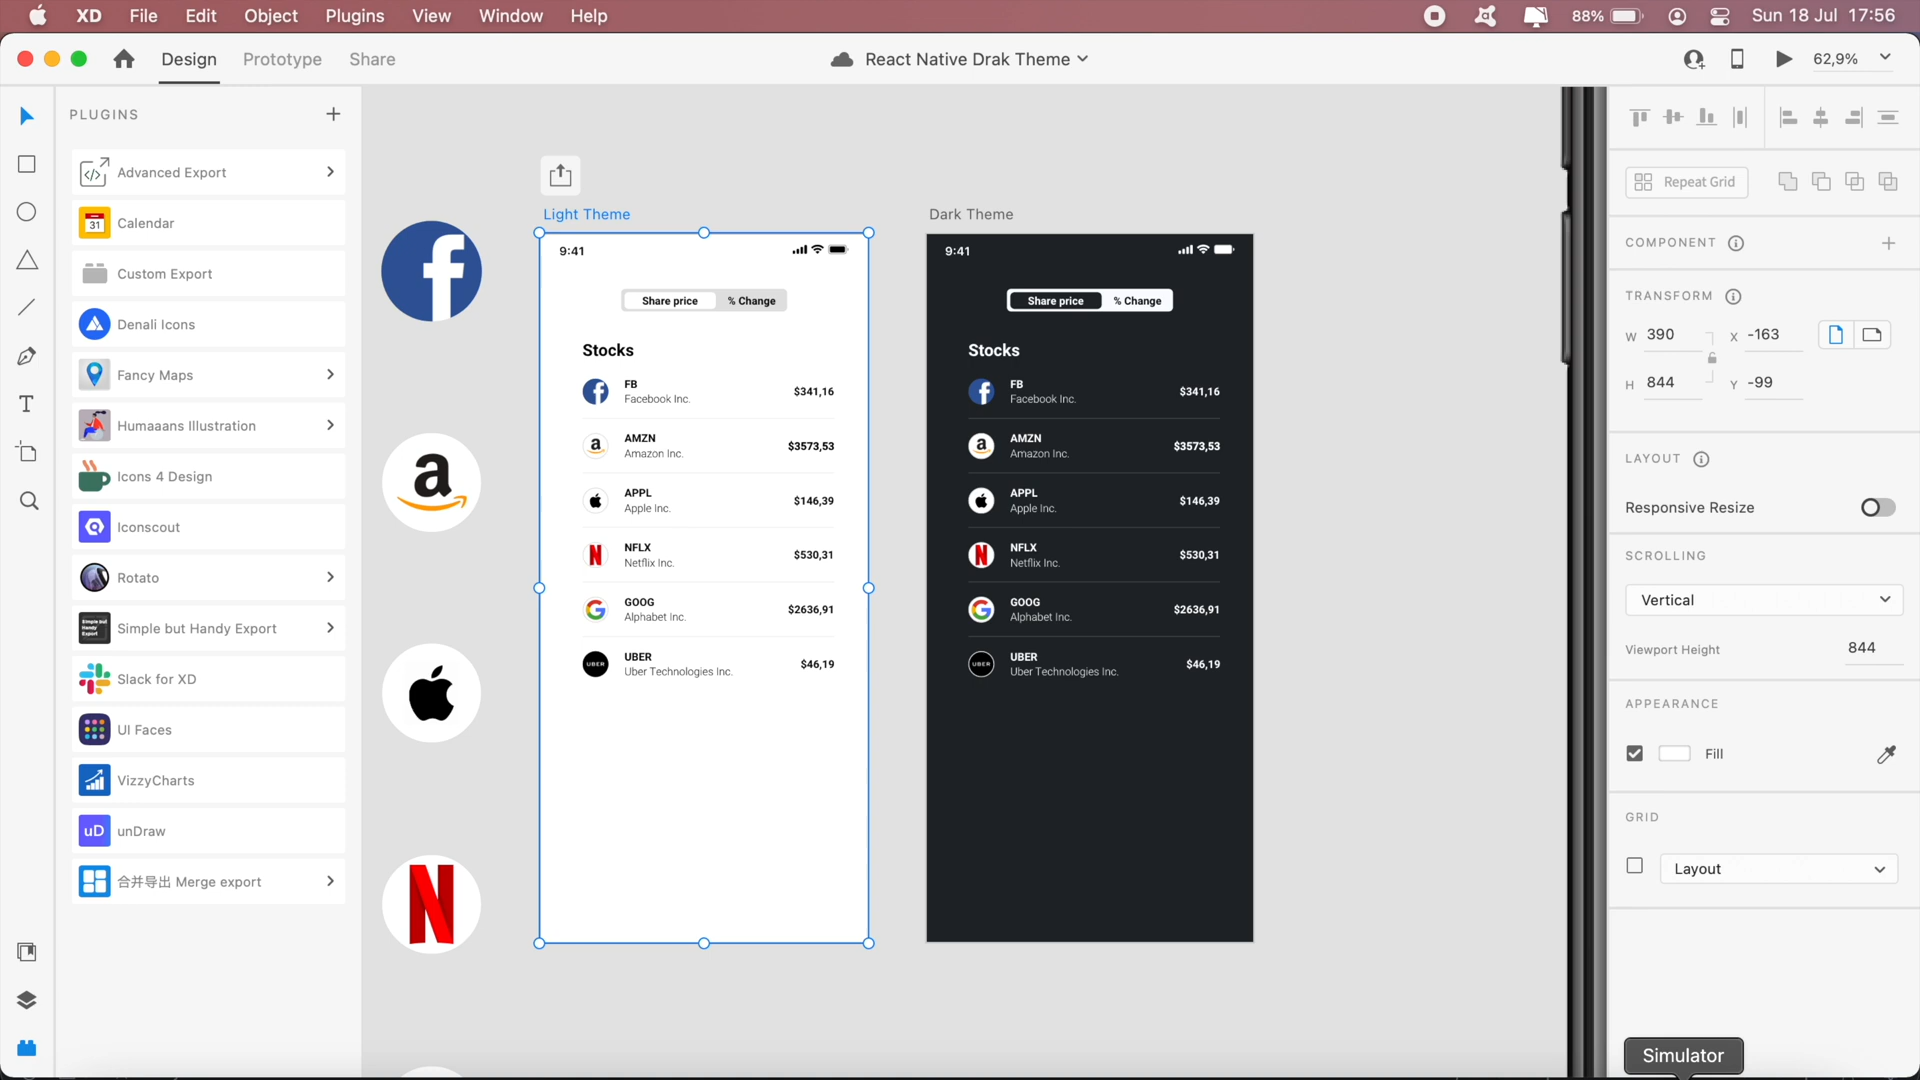 XD File Edit Object Plugins View Window Help 88% Sun 18 Jul 17:56
Design Prototype Share React Native Drak Theme 62,9%
PLUGINS
Advanced Export
31 Calendar
Custom Export
Denali Icons
Fancy Maps
Humaaans Illustration
Icons 4 Design
Iconscout
Rotato
Simple but Handy Export Simple but Handy Export
Slack for XD
UI Faces
VizzyCharts
uD unDraw
合并导出 Merge export
f
a
N
Light Theme
9:41
Share price % Change
Stocks
f FB $341,16
Facebook Inc.
a AMZN $3573,53
Amazon Inc.
APPL $146,39
Apple Inc.
N NFLX $530,31
Netflix Inc.
G GOOG $2636,91
Alphabet Inc.
UBER UBER $46,19
Uber Technologies Inc.
Dark Theme
9:41
Share price % Change
Stocks
f FB $341,16
Facebook Inc.
a AMZN $3573,53
Amazon Inc.
APPL $146,39
Apple Inc.
N NFLX $530,31
Netflix Inc.
G GOOG $2636,91
Alphabet Inc.
UBER UBER $46,19
Uber Technologies Inc.
Repeat Grid
COMPONENT
TRANSFORM
W 390 X -163
H 844 Y -99
LAYOUT
Responsive Resize
SCROLLING
Vertical
Viewport Height 844
APPEARANCE
Fill
GRID
Layout
Simulator